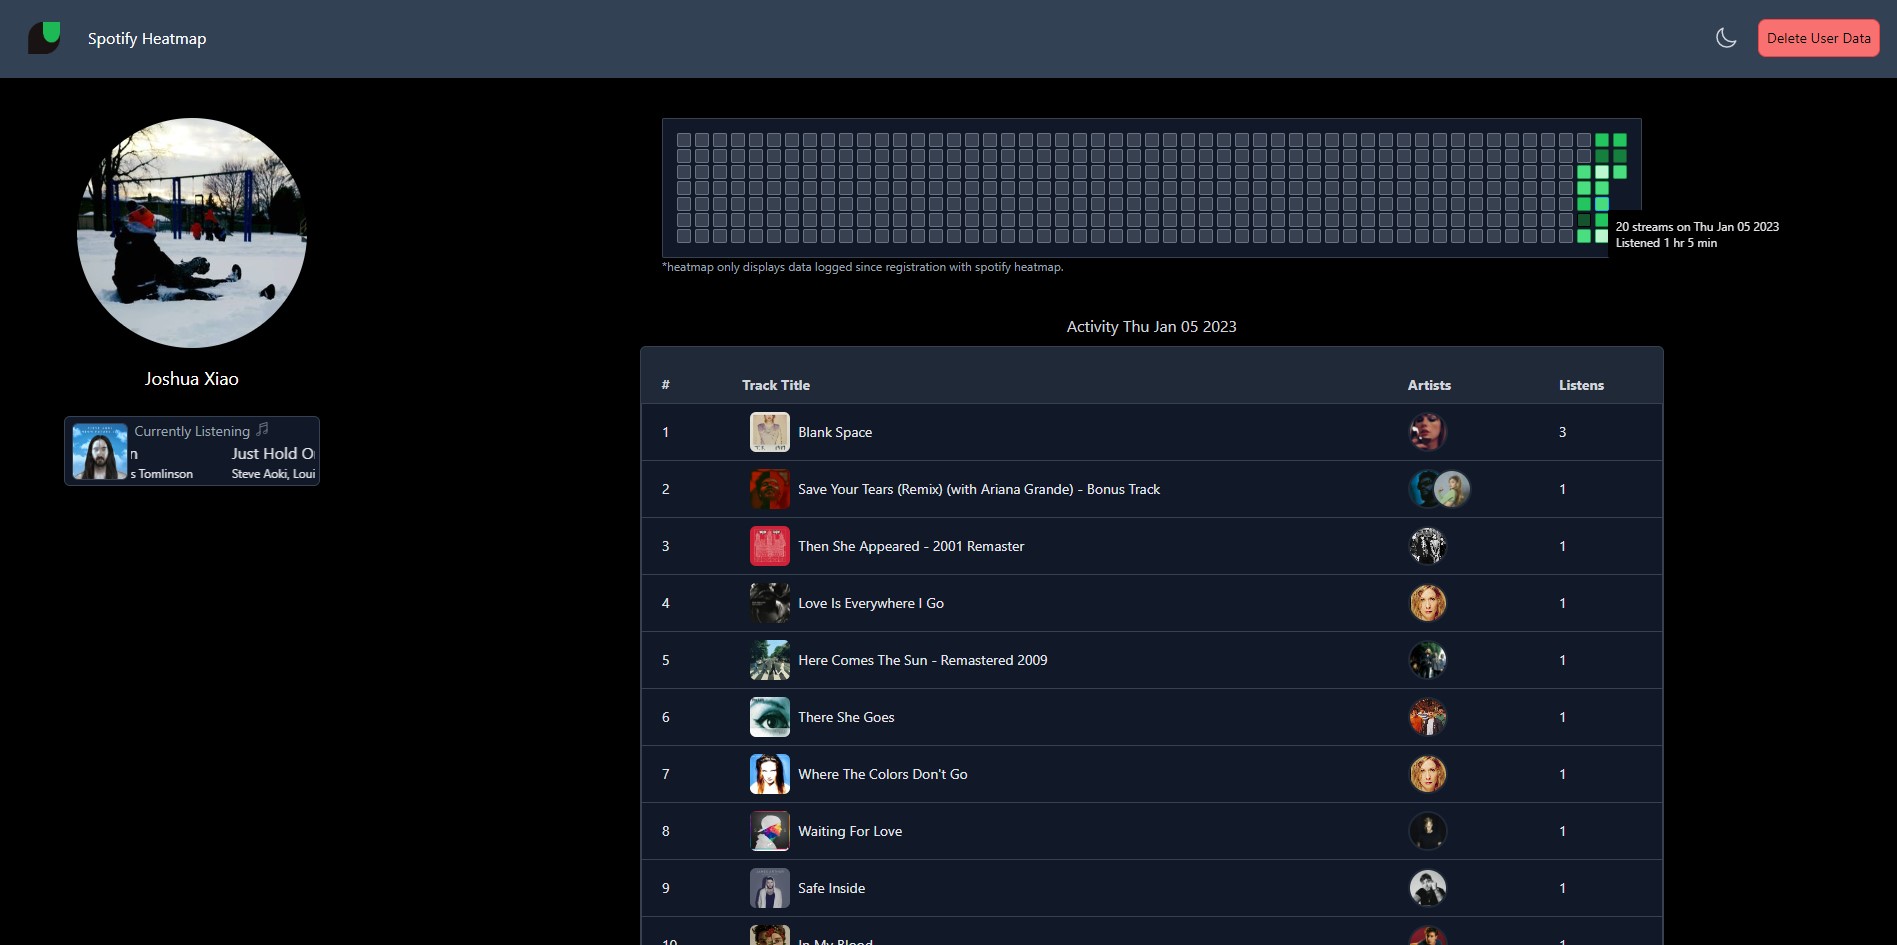 Spotify Heatmap
Delete User Data
20 streams on Thu Jan 05 2023
Listened 1 hr 5 min
*heatmap only displays data logged since registration with spotify heatmap.
Joshua Xiao
Currently Listening
n Just Hold O
s Tomlinson Steve Aoki, Loui
Activity Thu Jan 05 2023
# Track Title Artists Listens
1 Blank Space 3
2 Save Your Tears (Remix) (with Ariana Grande) - Bonus Track 1
3 Then She Appeared - 2001 Remaster 1
4 Love Is Everywhere I Go 1
5 Here Comes The Sun - Remastered 2009 1
6 There She Goes 1
7 Where The Colors Don't Go 1
8 Waiting For Love 1
9 Safe Inside 1
10 In My Blood 1